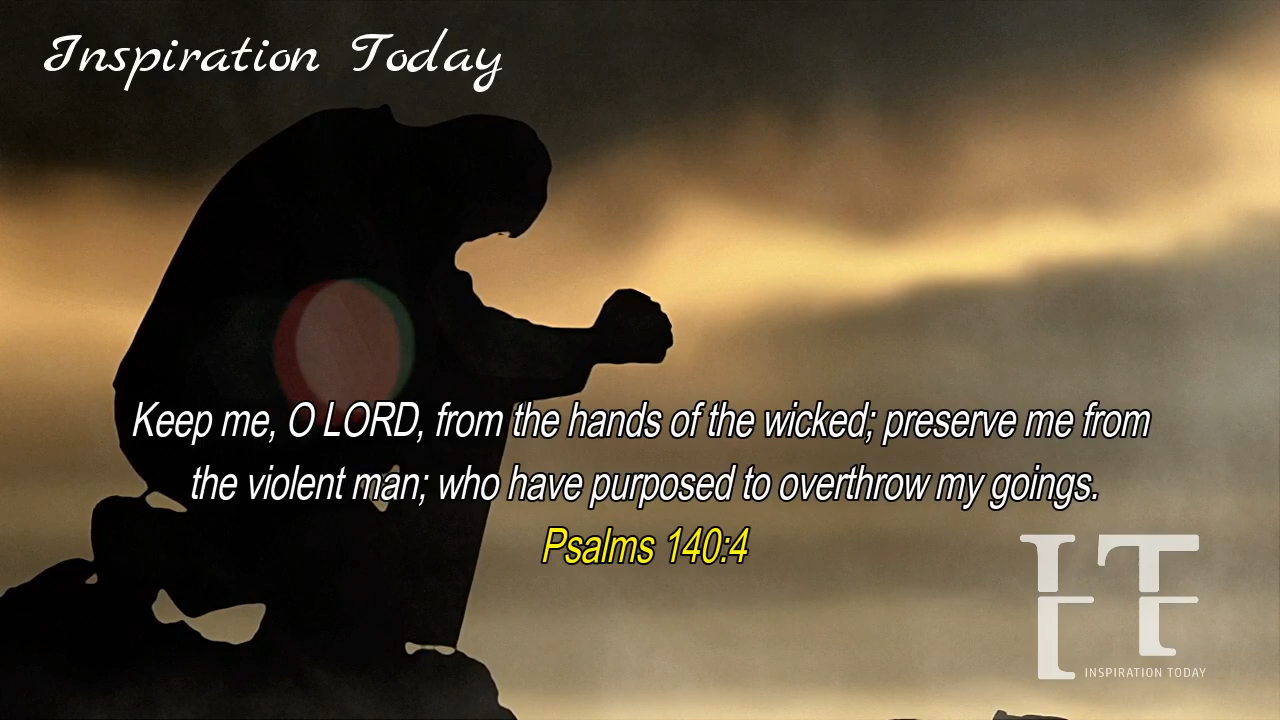 Inspiration Today
Keep me, O LORD, from the hands of the wicked; preserve me from
the violent man; who have purposed to overthrow my goings.
Psalms 140:4
INSPIRATION TODAY